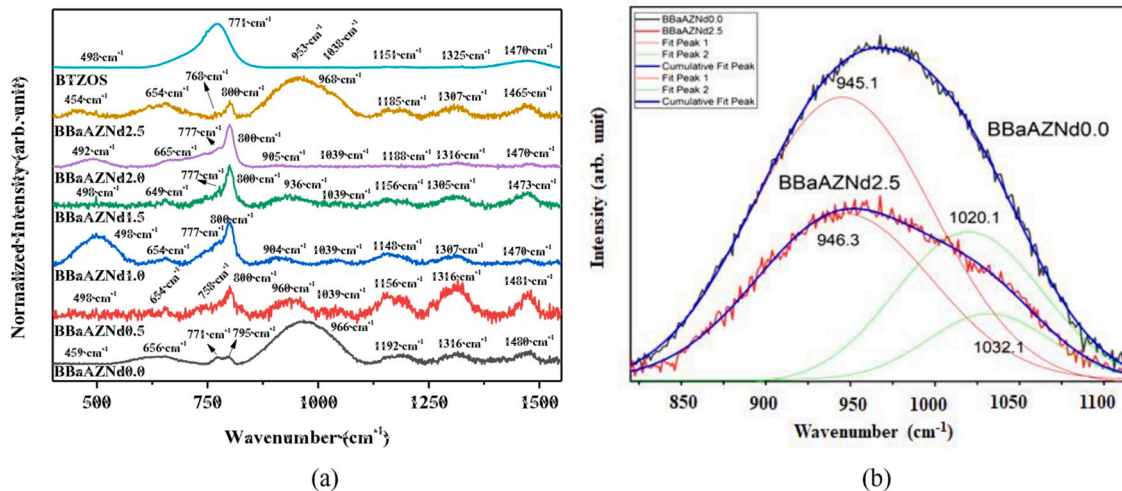 771-cm⁻¹
498-cm⁻¹
953-cm⁻¹
1038-cm⁻¹
1151-cm⁻¹
1325-cm⁻¹
1470-cm⁻¹
BTZOS
768-cm⁻¹
968-cm⁻¹
454-cm⁻¹
654-cm⁻¹
800-cm⁻¹
1185-cm⁻¹
1307-cm⁻¹
1465-cm⁻¹
BBaAZNd2.5
777-cm⁻¹
800-cm⁻¹
492-cm⁻¹
665-cm⁻¹
905-cm⁻¹
1039-cm⁻¹
1188-cm⁻¹
1316-cm⁻¹
1470-cm⁻¹
BBaAZNd2.0
777-cm⁻¹
800-cm⁻¹
498-cm⁻¹
649-cm⁻¹
936-cm⁻¹
1039-cm⁻¹
1156-cm⁻¹
1305-cm⁻¹
1473-cm⁻¹
BBaAZNd1.5
800-cm⁻¹
498-cm⁻¹
777-cm⁻¹
654-cm⁻¹
904-cm⁻¹
1039-cm⁻¹
1148-cm⁻¹
1307-cm⁻¹
1470-cm⁻¹
BBaAZNd1.0
498-cm⁻¹
654-cm⁻¹
758-cm⁻¹
800-cm⁻¹
960-cm⁻¹
1039-cm⁻¹
1156-cm⁻¹
1316-cm⁻¹
1481-cm⁻¹
BBaAZNd0.5
459-cm⁻¹
656-cm⁻¹
771-cm⁻¹
795-cm⁻¹
966-cm⁻¹
1192-cm⁻¹
1316-cm⁻¹
1480-cm⁻¹
BBaAZNd0.0
500 750 1000 1250 1500
Wavenumber-(cm⁻¹)
Normalized-Intensity-(arb.-unit)
(a)
BBaAZNd0.0
BBaAZNd2.5
Fit Peak 1
Fit Peak 2
Cumulative Fit Peak
Fit Peak 1
Fit Peak 2
Cumulative Fit Peak
945.1
BBaAZNd0.0
BBaAZNd2.5
1020.1
946.3
1032.1
850 900 950 1000 1050 1100
Wavenumber (cm⁻¹)
Intensity (arb. unit)
(b)